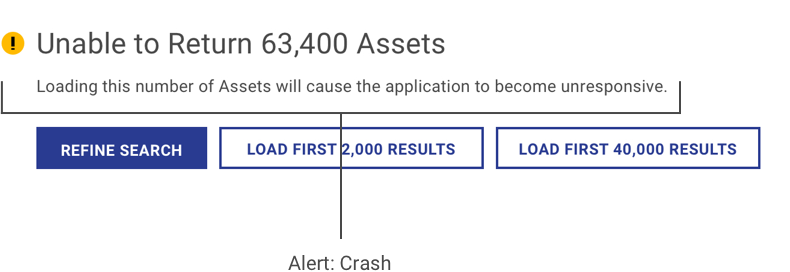 Unable to Return 63,400 Assets
Loading this number of Assets will cause the application to become unresponsive.
REFINE SEARCH
LOAD FIRST 2,000 RESULTS
LOAD FIRST 40,000 RESULTS
Alert: Crash